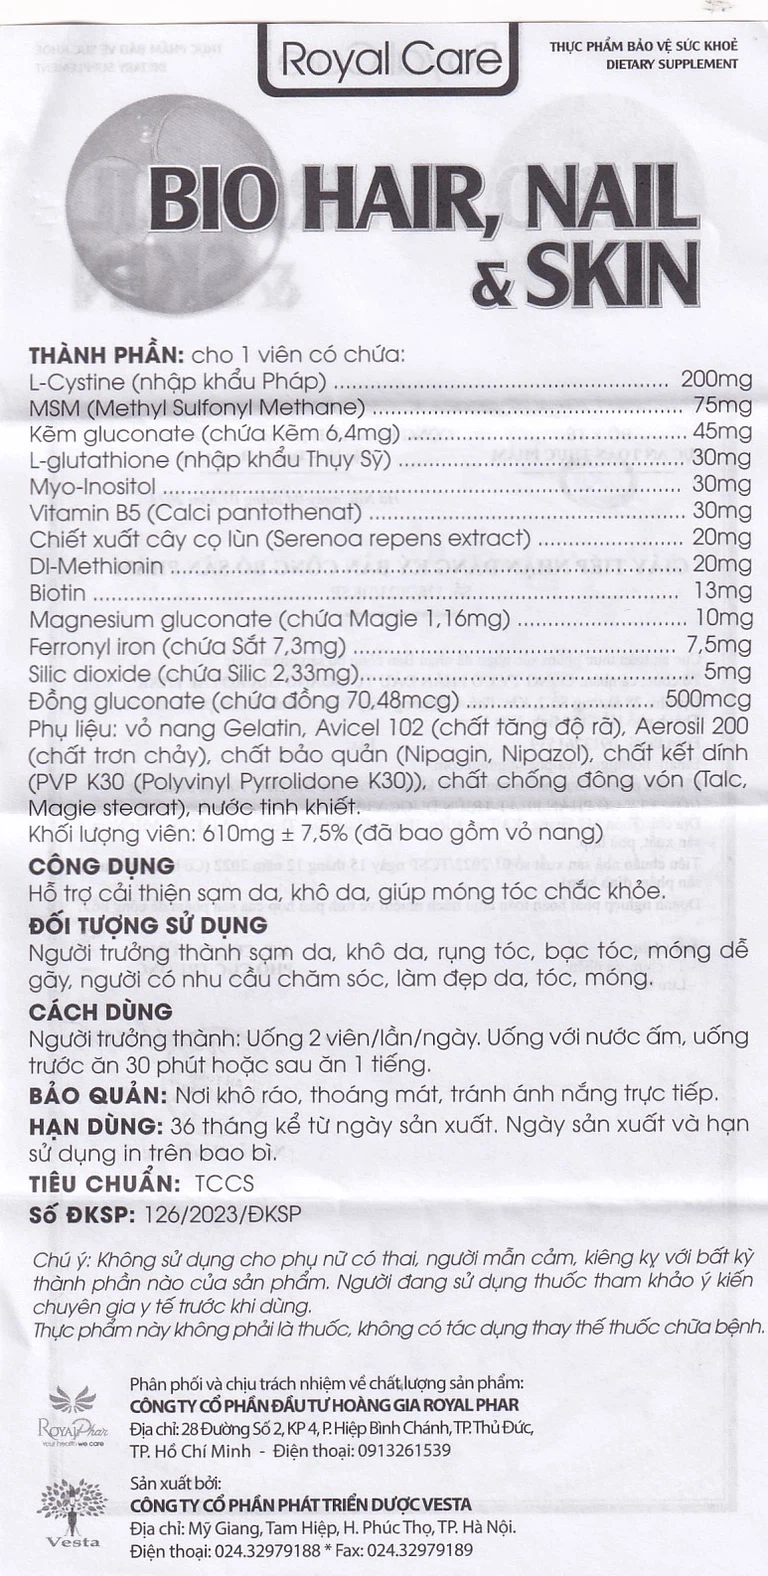 Royal Care
THỰC PHẨM BẢO VỆ SỨC KHOẺ
DIETARY SUPPLEMENT
BIO HAIR, NAIL
& SKIN
THÀNH PHẦN: cho 1 viên có chứa:
L-Cystine (nhập khẩu Pháp) ........................................................ 200mg
MSM (Methyl Sulfonyl Methane) .................................................... 75mg
Kẽm gluconate (chứa Kẽm 6,4mg) ............................................... 45mg
L-glutathione (nhập khẩu Thụy Sỹ) ................................................ 30mg
Myo-Inositol ........................................................................................ 30mg
Vitamin B5 (Calci pantothenat) ..................................................... 30mg
Chiết xuất cây cọ lùn (Serenoa repens extract) ........................ 20mg
Dl-Methionin ....................................................................................... 20mg
Biotin .................................................................................................. 13mg
Magnesium gluconate (chứa Magie 1,16mg) ............................ 10mg
Ferronyl iron (chứa Sắt 7,3mg) ....................................................... 7,5mg
Silic dioxide (chứa Silic 2,33mg)...................................................... 5mg
Đồng gluconate (chứa đồng 70,48mcg) ................................ 500mcg
Phụ liệu: vỏ nang Gelatin, Avicel 102 (chất tăng độ rã), Aerosil 200
(chất trơn chảy), chất bảo quản (Nipagin, Nipazol), chất kết dính
(PVP K30 (Polyvinyl Pyrrolidone K30)), chất chống đông vón (Talc,
Magie stearat), nước tinh khiết.
Khối lượng viên: 610mg ± 7,5% (đã bao gồm vỏ nang)
CÔNG DỤNG
Hỗ trợ cải thiện sạm da, khô da, giúp móng tóc chắc khỏe.
ĐỐI TƯỢNG SỬ DỤNG
Người trưởng thành sạm da, khô da, rụng tóc, bạc tóc, móng dễ
gãy, người có nhu cầu chăm sóc, làm đẹp da, tóc, móng.
CÁCH DÙNG
Người trưởng thành: Uống 2 viên/lần/ngày. Uống với nước ấm, uống
trước ăn 30 phút hoặc sau ăn 1 tiếng.
BẢO QUẢN: Nơi khô ráo, thoáng mát, tránh ánh nắng trực tiếp.
HẠN DÙNG: 36 tháng kể từ ngày sản xuất. Ngày sản xuất và hạn
sử dụng in trên bao bì.
TIÊU CHUẨN: TCCS
Số ĐKSP: 126/2023/ĐKSP
Chú ý: Không sử dụng cho phụ nữ có thai, người mẫn cảm, kiêng kỵ với bất kỳ
thành phần nào của sản phẩm. Người đang sử dụng thuốc tham khảo ý kiến
chuyên gia y tế trước khi dùng.
Thực phẩm này không phải là thuốc, không có tác dụng thay thế thuốc chữa bệnh.
Phân phối và chịu trách nhiệm về chất lượng sản phẩm:
CÔNG TY CỔ PHẦN ĐẦU TƯ HOÀNG GIA ROYAL PHAR
Địa chỉ: 28 Đường Số 2, KP 4, P. Hiệp Bình Chánh, TP. Thủ Đức,
TP. Hồ Chí Minh - Điện thoại: 0913261539
ROYAL Phar
your health we care
Sản xuất bởi:
CÔNG TY CỔ PHẦN PHÁT TRIỂN DƯỢC VESTA
Địa chỉ: Mỹ Giang, Tam Hiệp, H. Phúc Thọ, TP. Hà Nội.
Điện thoại: 024.32979188 * Fax: 024.32979189
Vesta